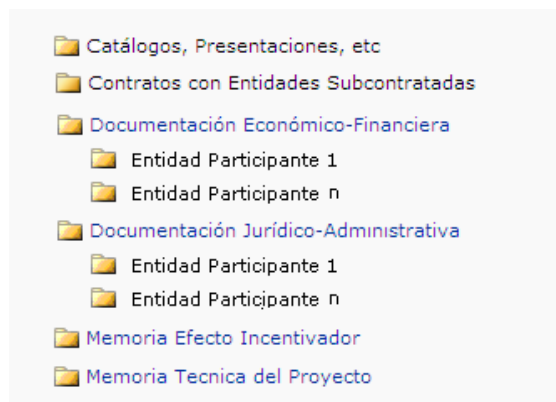 Catálogos, Presentaciones, etc
Contratos con Entidades Subcontratadas
Documentación Económico-Financiera
Entidad Participante 1
Entidad Participante n
Documentación Jurídico-Administrativa
Entidad Participante 1
Entidad Participante n
Memoria Efecto Incentivador
Memoria Tecnica del Proyecto